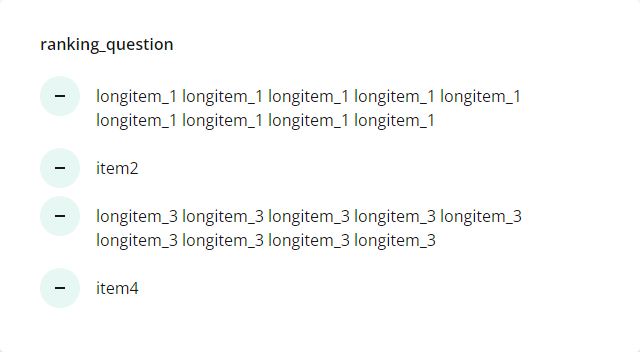 ranking_question
– longitem_1 longitem_1 longitem_1 longitem_1 longitem_1
longitem_1 longitem_1 longitem_1 longitem_1
– item2
– longitem_3 longitem_3 longitem_3 longitem_3 longitem_3
longitem_3 longitem_3 longitem_3 longitem_3
– item4